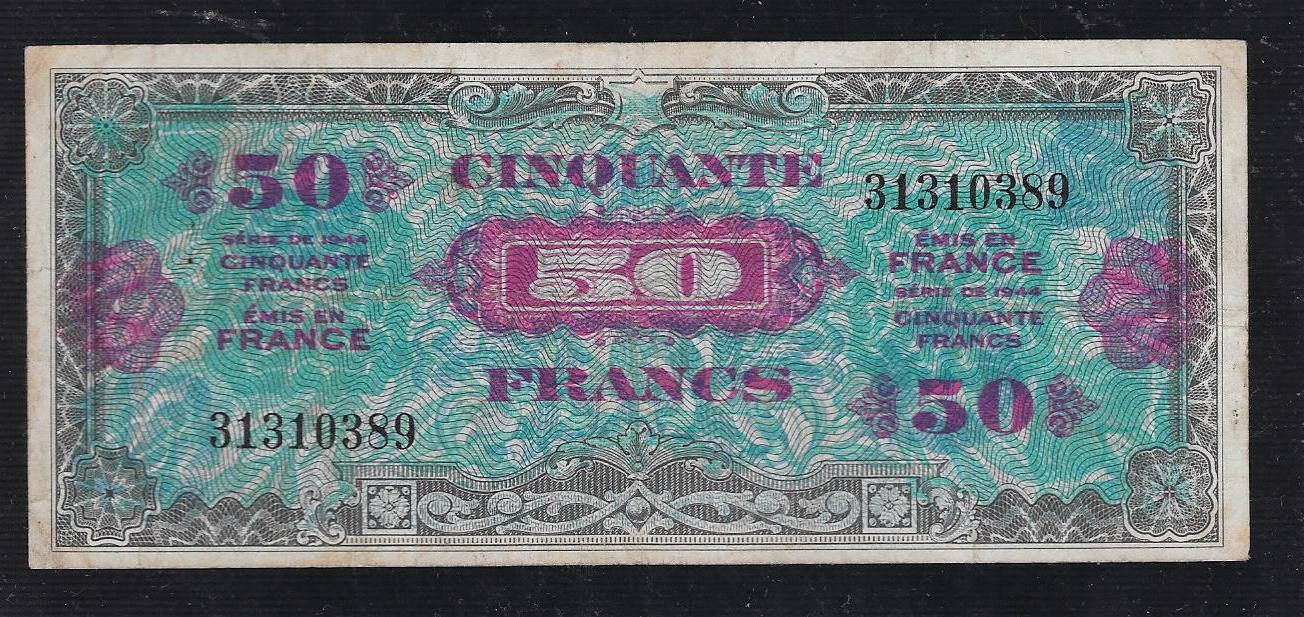 50
CINQUANTE
31310389
SÉRIE DE 1944
CINQUANTE
FRANCS
ÉMIS EN
FRANCE
50
ÉMIS EN
FRANCE
SÉRIE DE 1944
CINQUANTE
FRANCS
FRANCS
31310389
50